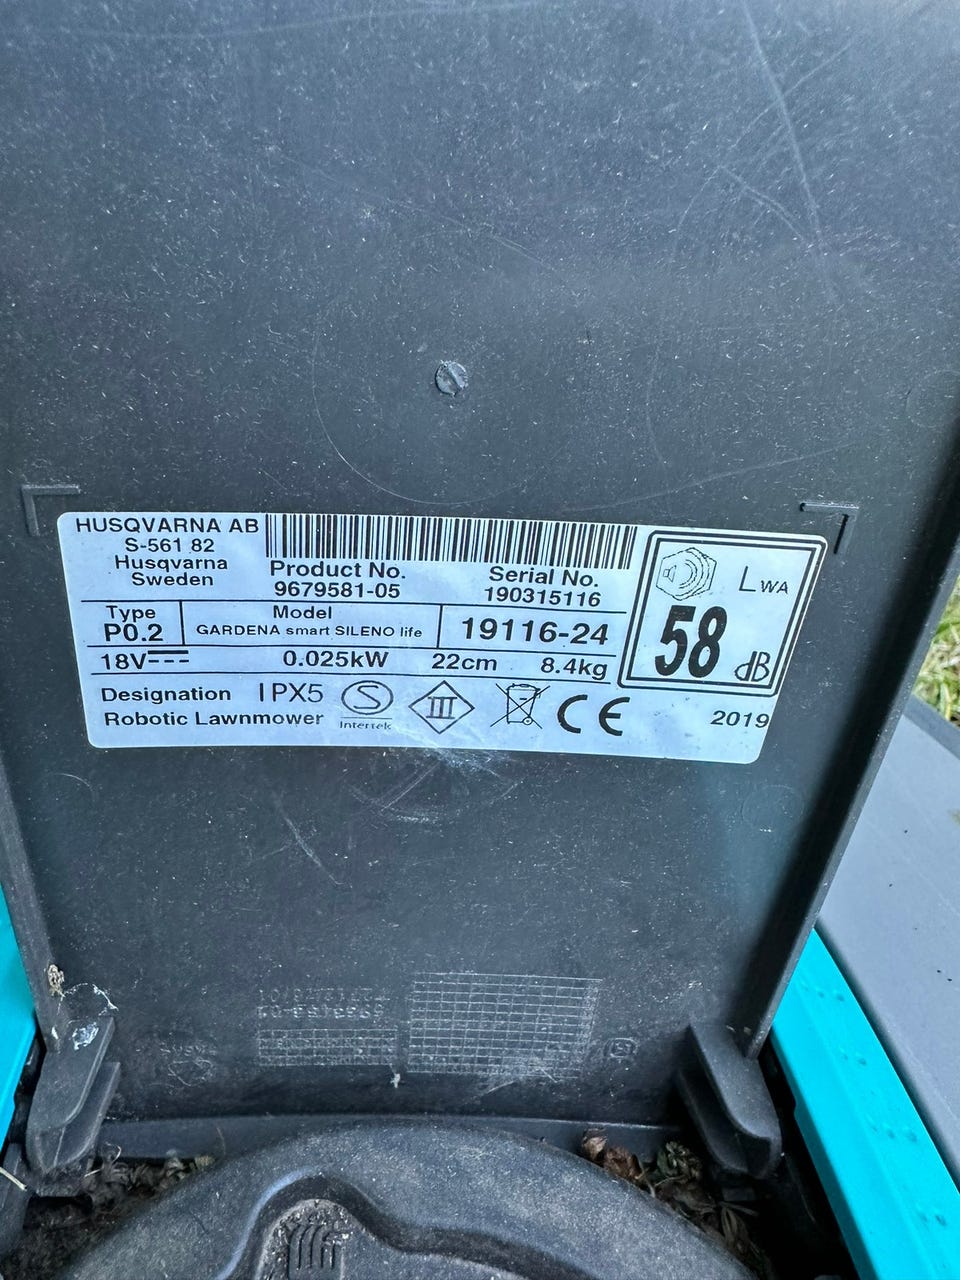 HUSQVARNA AB
S-561 82
Huskvarna
Sweden
Product No.
9679581-05
Serial No.
190315116
Type
P0.2
Model
GARDENA smart SILENO life
19116-24
18V
0.025kW 22cm 8.4kg
Designation IPX5
Robotic Lawnmower
S
Intertek
III
CE
LWA
58
dB
2019